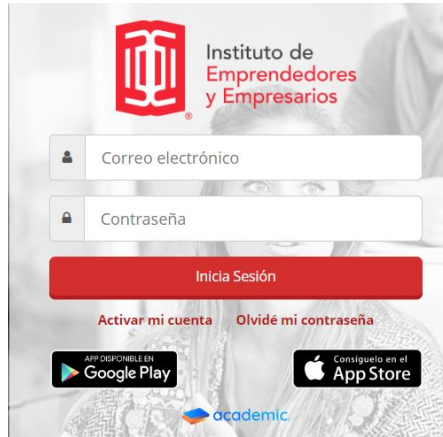 Instituto de
Emprendedores
y Empresarios
®
Correo electrónico
Contraseña
Inicia Sesión
Activar mi cuenta Olvidé mi contraseña
APP DISPONIBLE EN
Google Play
Consíguelo en el
App Store
academic